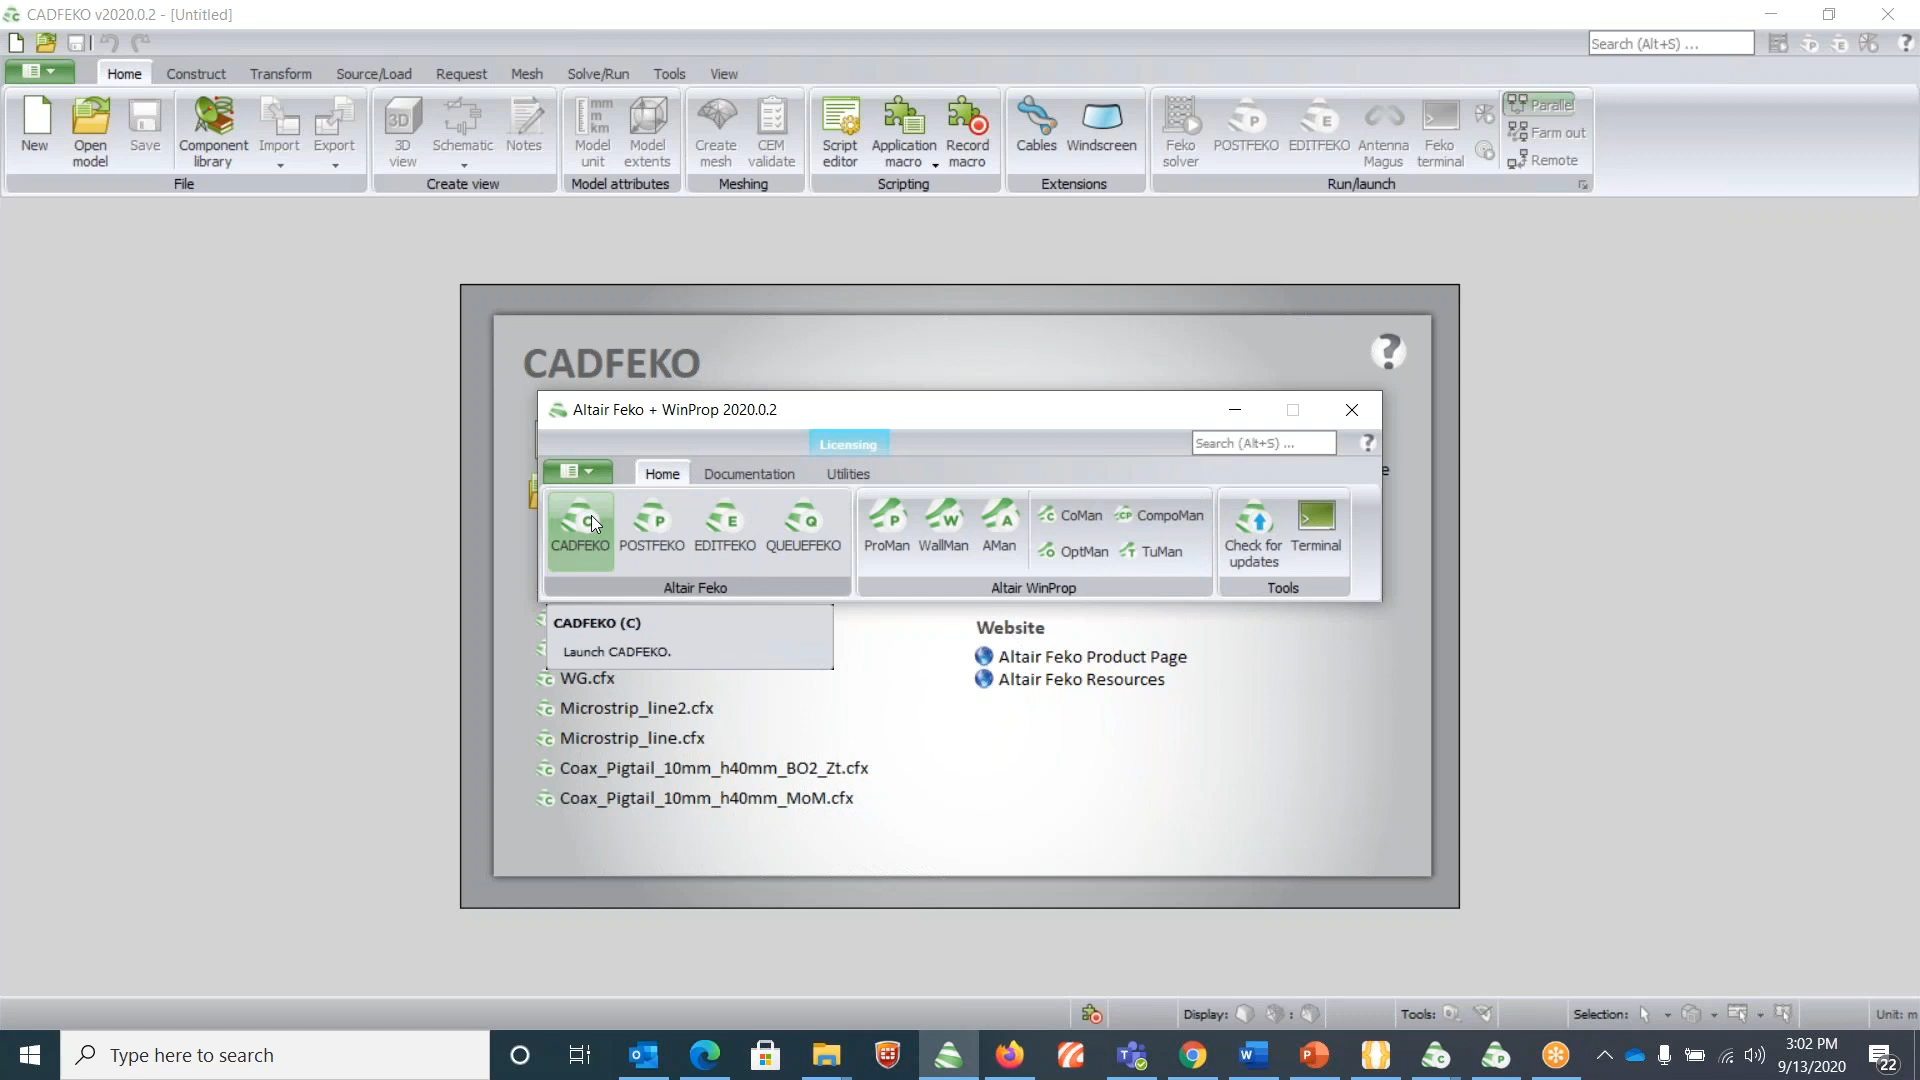 CADFEKO v2020.0.2 - [Untitled]
Search (Alt+S) ...
Home Construct Transform Source/Load Request Mesh Solve/Run Tools View
New Open model Save Component library Import Export
File
3D view Schematic Notes
Create view
mm mm km Model unit Model extents
Model attributes
Create mesh CEM validate
Meshing
Script editor Application macro Record macro
Scripting
Cables Windscreen
Extensions
Feko solver POSTFEKO EDITFEKO Antenna Magus Feko terminal
Parallel
Farm out
Remote
Run/launch
CADFEKO
Altair Feko + WinProp 2020.0.2
Licensing
Search (Alt+S) ...
Home Documentation Utilities
CADFEKO POSTFEKO EDITFEKO QUEUEFEKO
Altair Feko
ProMan WallMan AMan
CoMan CompoMan
OptMan TuMan
Altair WinProp
Check for updates Terminal
Tools
CADFEKO (C)
Launch CADFEKO.
WG.cfx
Microstrip_line2.cfx
Microstrip_line.cfx
Coax_Pigtail_10mm_h40mm_BO2_Zt.cfx
Coax_Pigtail_10mm_h40mm_MoM.cfx
Website
Altair Feko Product Page
Altair Feko Resources
Display: : Tools: Selection: Unit: m
Type here to search
3:02 PM
9/13/2020
22